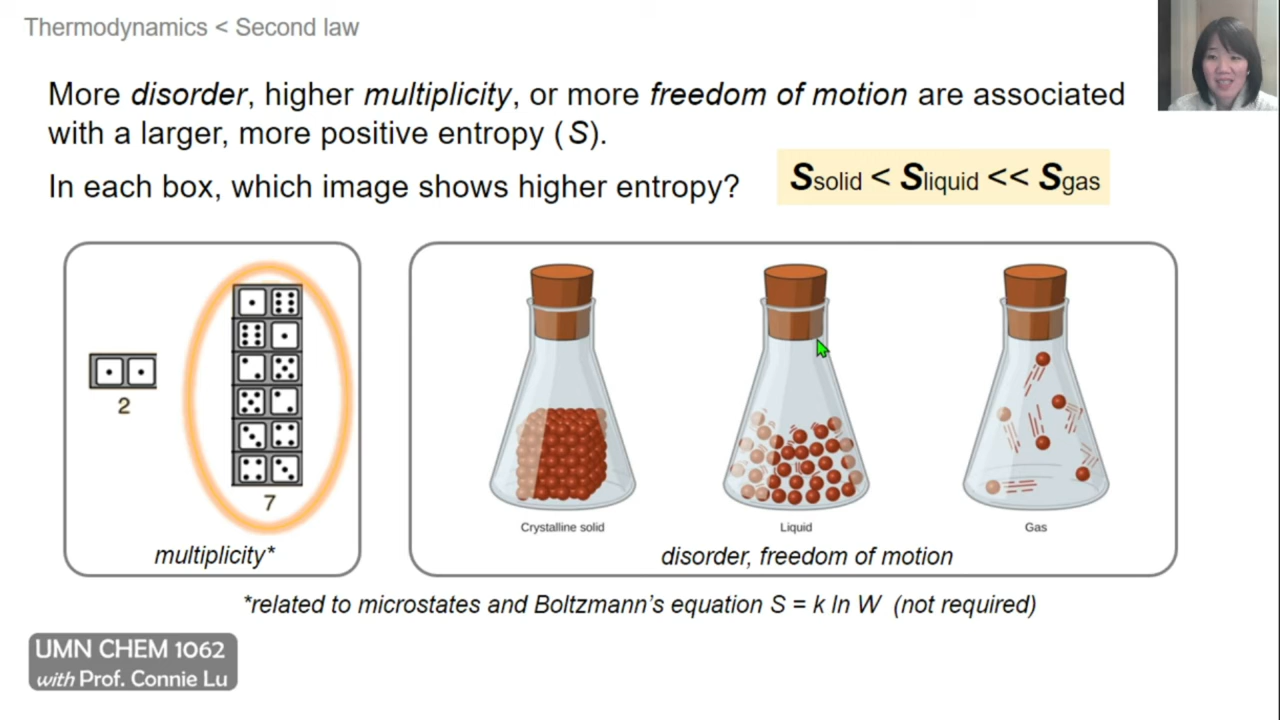 Thermodynamics < Second law
More disorder, higher multiplicity, or more freedom of motion are associated
with a larger, more positive entropy (S).
In each box, which image shows higher entropy?
Ssolid < Sliquid << Sgas
2
7
multiplicity*
Crystalline solid
Liquid
Gas
disorder, freedom of motion
*related to microstates and Boltzmann's equation S = k ln W (not required)
UMN CHEM 1062
with Prof. Connie Lu